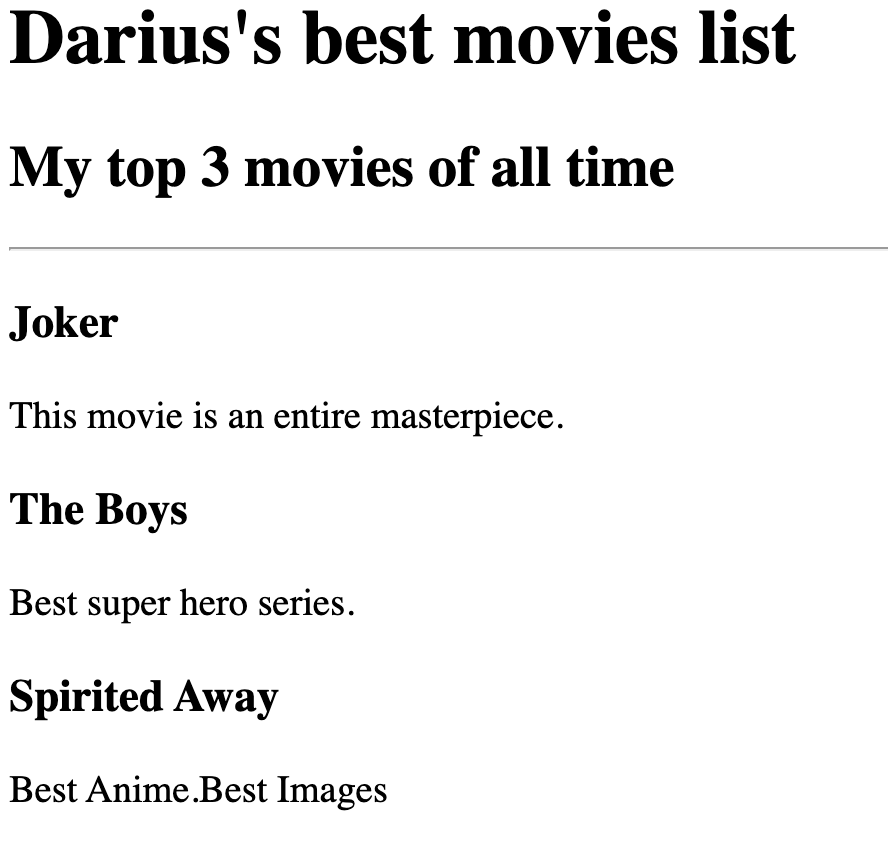 Darius's best movies list
My top 3 movies of all time
Joker
This movie is an entire masterpiece.
The Boys
Best super hero series.
Spirited Away
Best Anime.Best Images